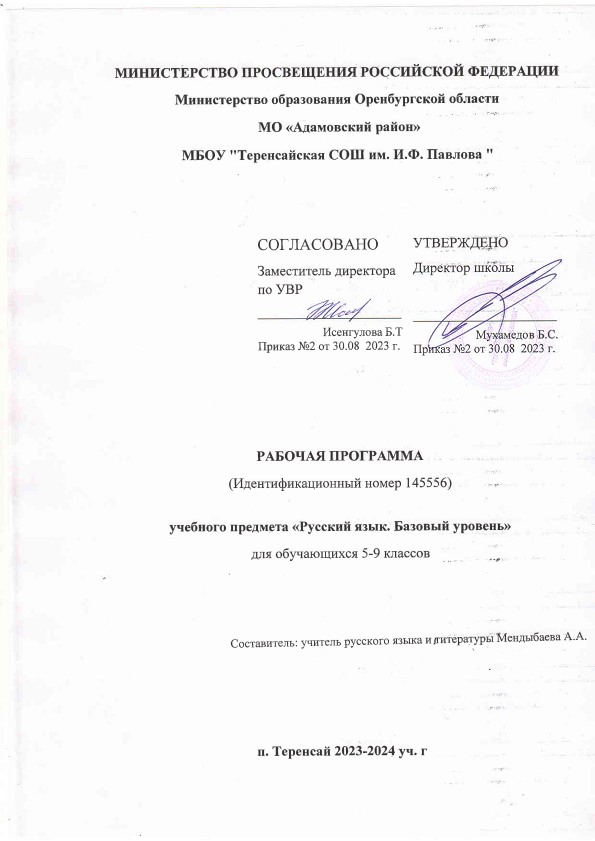 МИНИСТЕРСТВО ПРОСВЕЩЕНИЯ РОССИЙСКОЙ ФЕДЕРАЦИИ
Министерство образования Оренбургской области
МО «Адамовский район»
МБОУ "Теренсайская СОШ им. И.Ф. Павлова "
СОГЛАСОВАНО
Заместитель директора
по УВР
Исенгулова Б.Т
Приказ №2 от 30.08 2023 г.
УТВЕРЖДЕНО
Директор школы
Мухамедов Б.С.
Приказ №2 от 30.08 2023 г.
РАБОЧАЯ ПРОГРАММА
(Идентификационный номер 145556)
учебного предмета «Русский язык. Базовый уровень»
для обучающихся 5-9 классов
Составитель: учитель русского языка и литературы Мендыбаева А.А.
п. Теренсай 2023-2024 уч. г